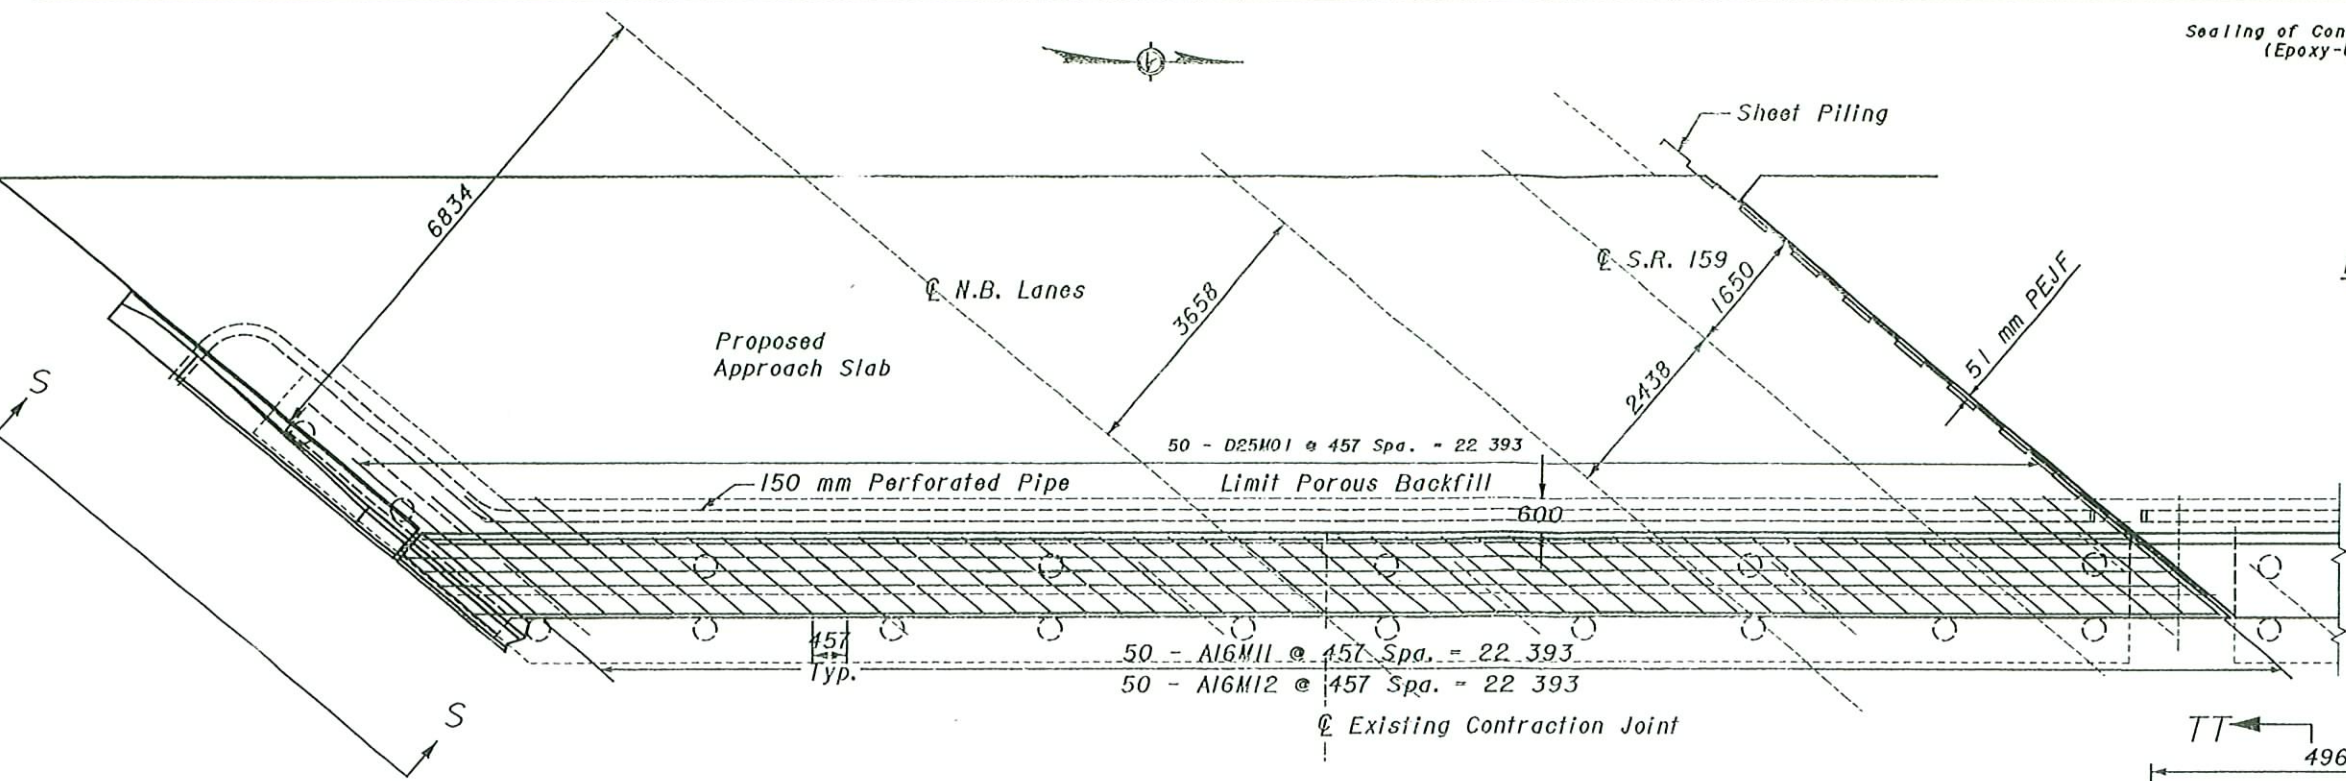 Sealing of Con
(Epoxy-
Sheet Piling
6834
℄ N.B. Lanes
3658
℄ S.R. 159
1650
51 mm PEJF
Proposed
Approach Slab
2438
S
50 - D25M01 @ 457 Spa. = 22 393
150 mm Perforated Pipe
Limit Porous Backfill
600
457
Typ.
50 - A16M11 @ 457 Spa. = 22 393
50 - A16M12 @ 457 Spa. = 22 393
S
℄ Existing Contraction Joint
TT
496